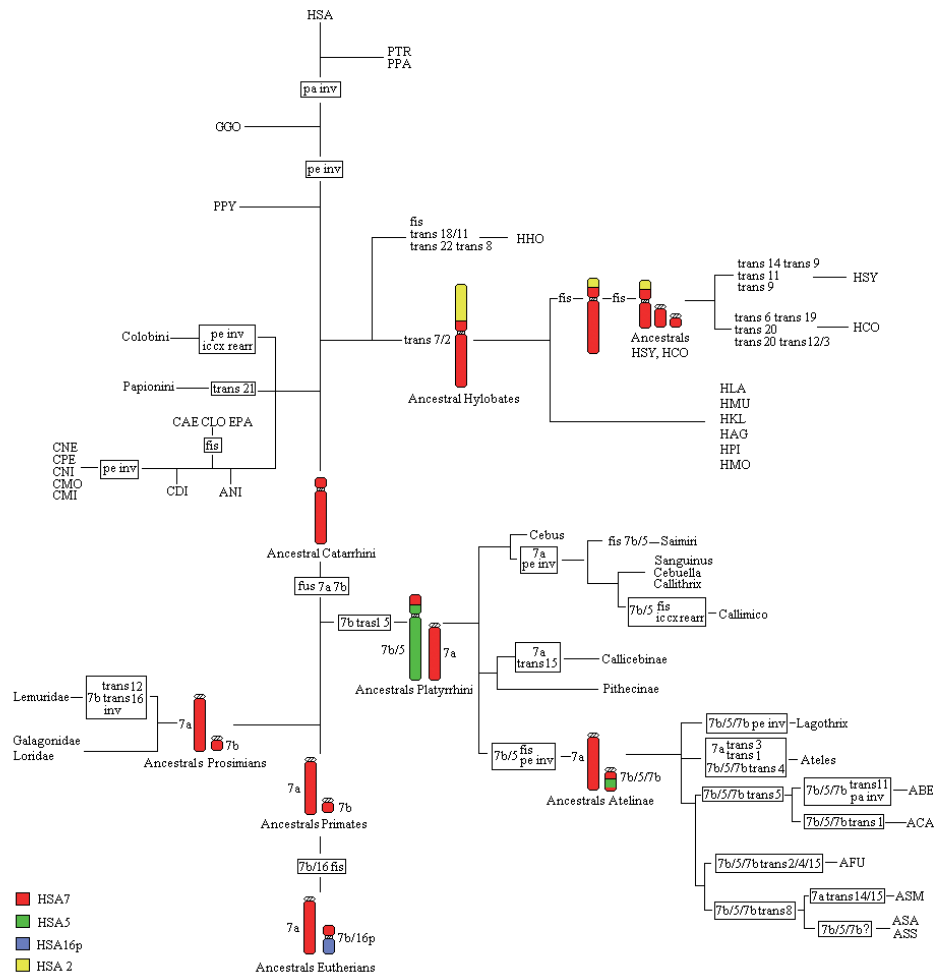 HSA
PTR
PPA
pa inv
GGO
pe inv
PPY
fis
trans 18/11
trans 22 trans 8
HHO
trans 14 trans 9
trans 11
trans 9
HSY
fis
fis
trans 6 trans 19
trans 20
trans 20 trans 12/3
HCO
Ancestrals
HSY, HCO
trans 7/2
Ancestral Hylobates
HLA
HMU
HKL
HAG
HPI
HMO
Colobini
pe inv
iccx rearr
Papionini
trans 21
CAE CLO EPA
fis
CNE
CPE
CNI
CMO
CMI
pe inv
CDI
ANI
Ancestral Catarrhini
fus 7a 7b
7b trasl 5
7b/5
7a
Ancestrals Platyrrhini
Cebus
7a
pe inv
fis 7b/5
Saimiri
Sanguinus
Cebuella
Callithrix
7b/5 fis
iccx rearr
Callimico
7a
trans15
Callicebinae
Pithecinae
7b/5 fis
pe inv
7a
7b/5/7b
Ancestrals Atelinae
7b/5/7b pe inv
Lagothrix
7a trans 3
trans 1
7b/5/7b trans 4
Ateles
7b/5/7b trans 5
7b/5/7b trans11
pa inv
ABE
7b/5/7b trans 1
ACA
7b/5/7b trans 2/4/15
AFU
7b/5/7b trans 8
7a trans 14/15
ASM
7b/5/7b?
ASA
ASS
Lemuridae
trans12
7b trans16
inv
Galagonidae
Loridae
7a
7b
Ancestrals Prosimians
7a
7b
Ancestrals Primates
7b/16 fis
7a
7b/16p
Ancestrals Eutherians
HSA7
HSA5
HSA16p
HSA 2